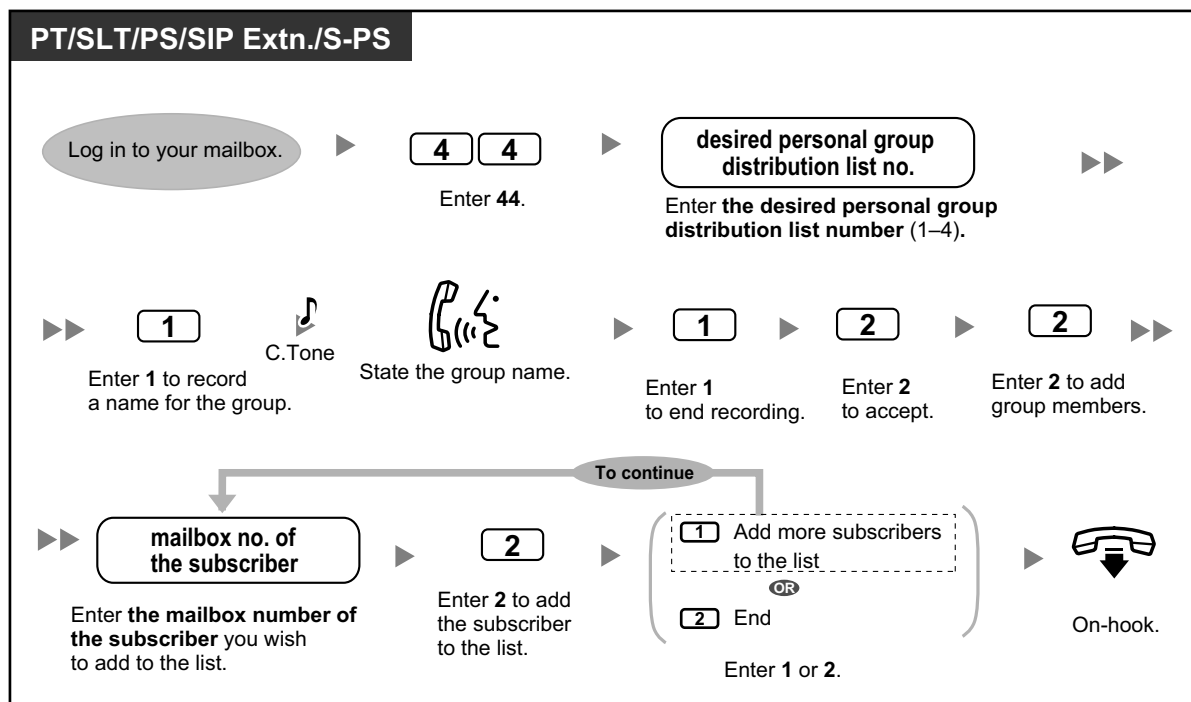 PT/SLT/PS/SIP Extn./S-PS
Log in to your mailbox.
4 4
Enter 44.
desired personal group
distribution list no.
Enter the desired personal group
distribution list number (1–4).
1
Enter 1 to record
a name for the group.
C.Tone
State the group name.
1
Enter 1
to end recording.
2
Enter 2
to accept.
2
Enter 2 to add
group members.
To continue
mailbox no. of
the subscriber
Enter the mailbox number of
the subscriber you wish
to add to the list.
2
Enter 2 to add
the subscriber
to the list.
1 Add more subscribers
to the list
OR
2 End
Enter 1 or 2.
On-hook.